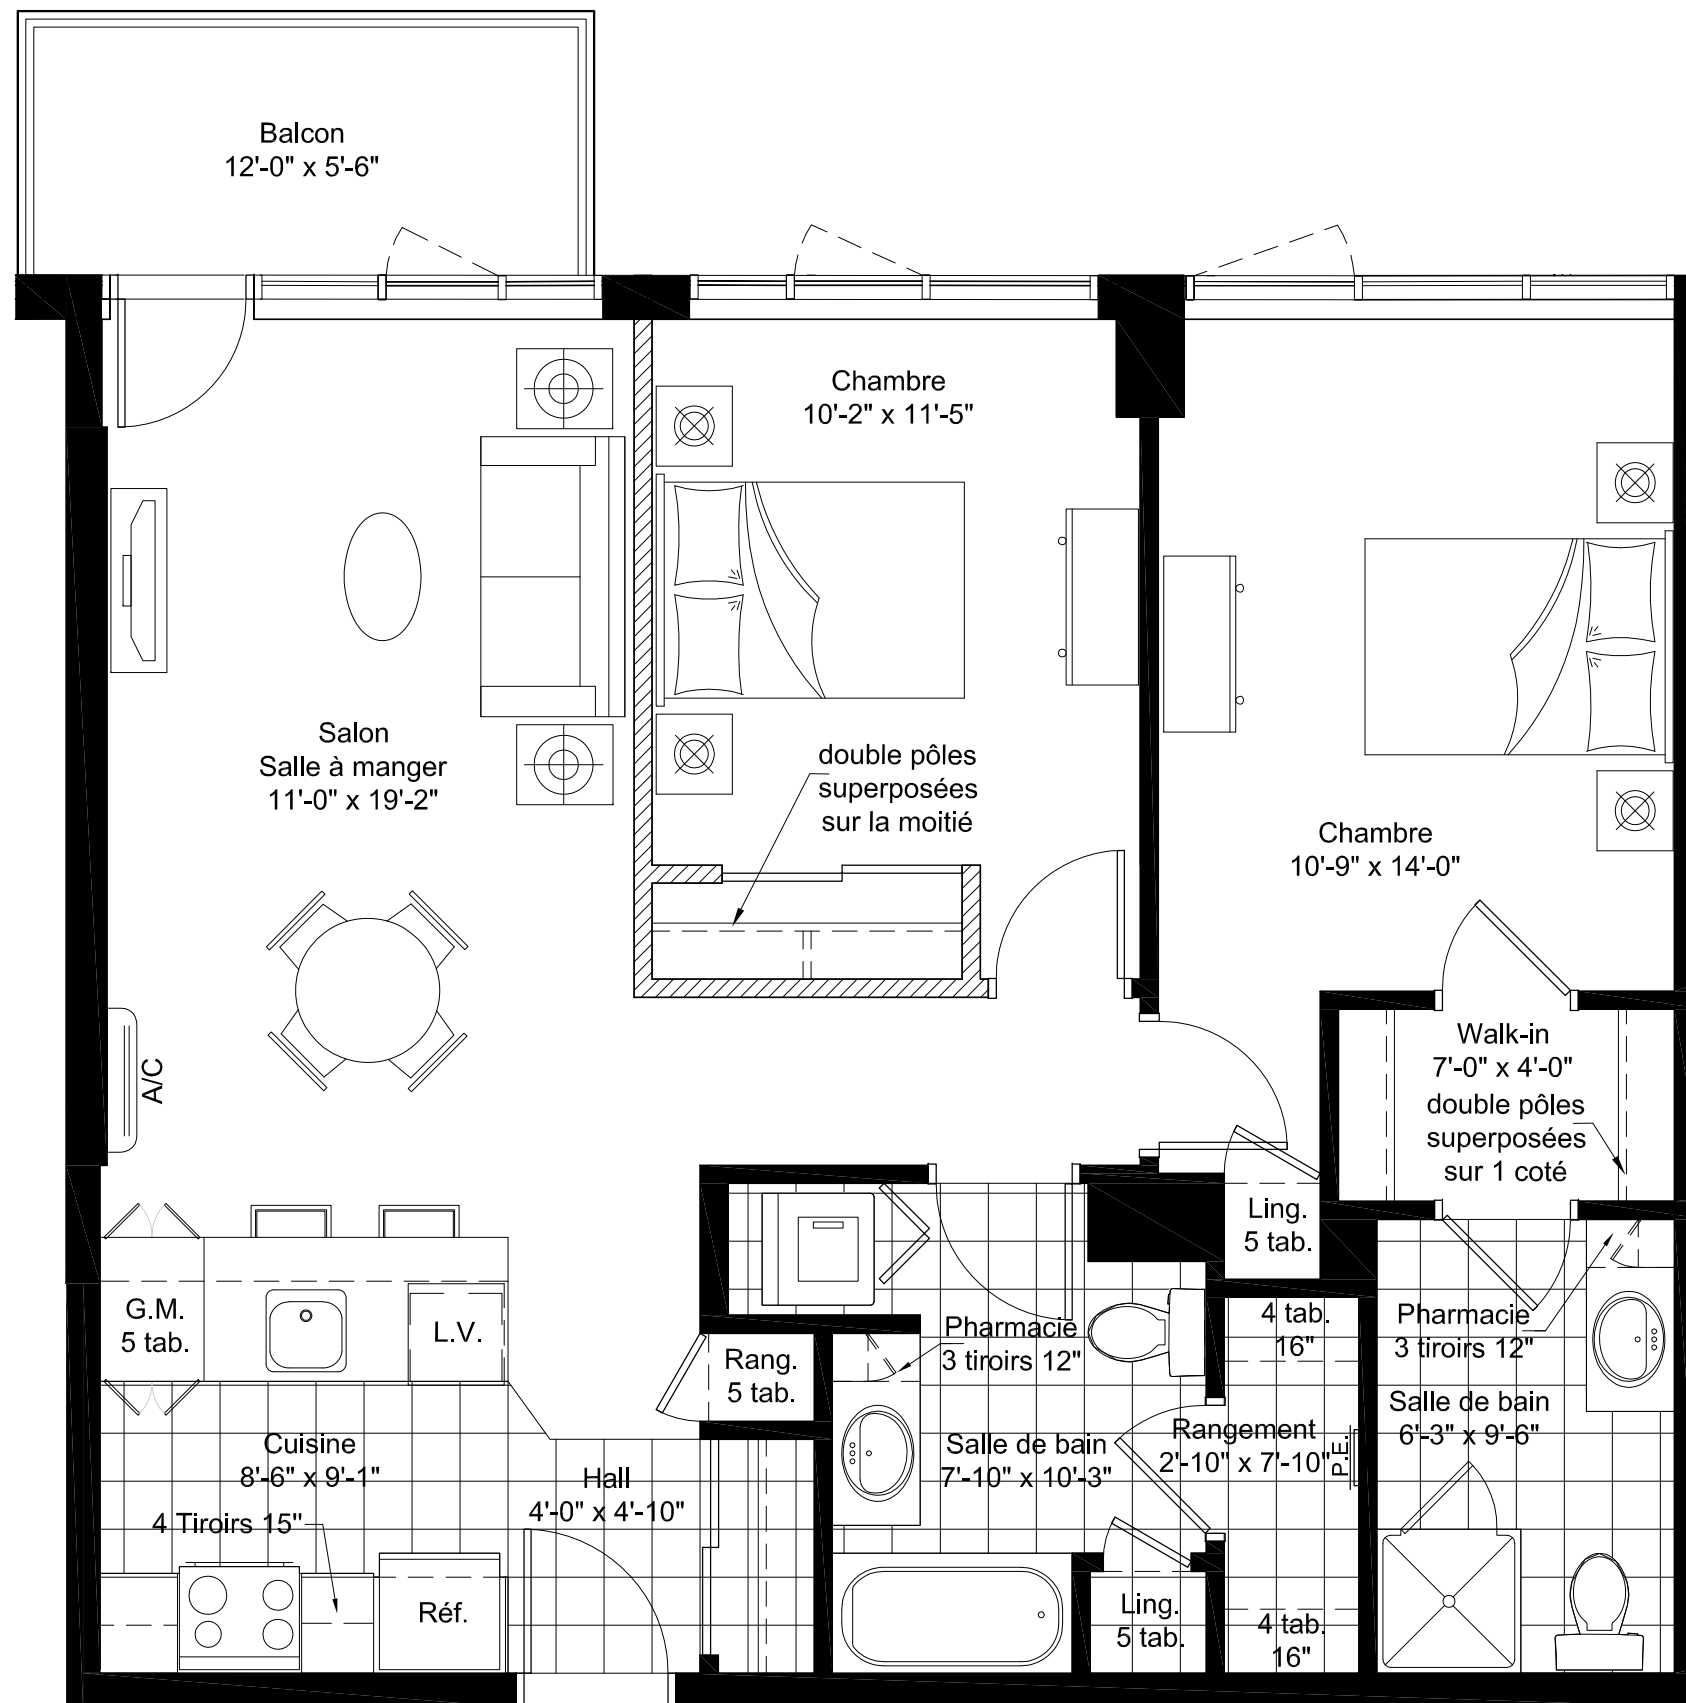 Balcon
12'-0" x 5'-6"
Chambre
10'-2" x 11'-5"
Salon
Salle à manger
11'-0" x 19'-2"
double pôles
superposées
sur la moitié
Chambre
10'-9" x 14'-0"
A/C
Walk-in
7'-0" x 4'-0"
double pôles
superposées
sur 1 coté
Ling.
5 tab.
G.M.
5 tab.
L.V.
Rang.
5 tab.
Pharmacie
3 tiroirs 12"
4 tab.
16"
Pharmacie
3 tiroirs 12"
Cuisine
8'-6" x 9'-1"
Hall
4'-0" x 4'-10"
Salle de bain
7'-10" x 10'-3"
Rangement
2'-10" x 7'-10"
P.E.
Salle de bain
6'-3" x 9'-6"
4 Tiroirs 15"
Réf.
Ling.
5 tab.
4 tab.
16"